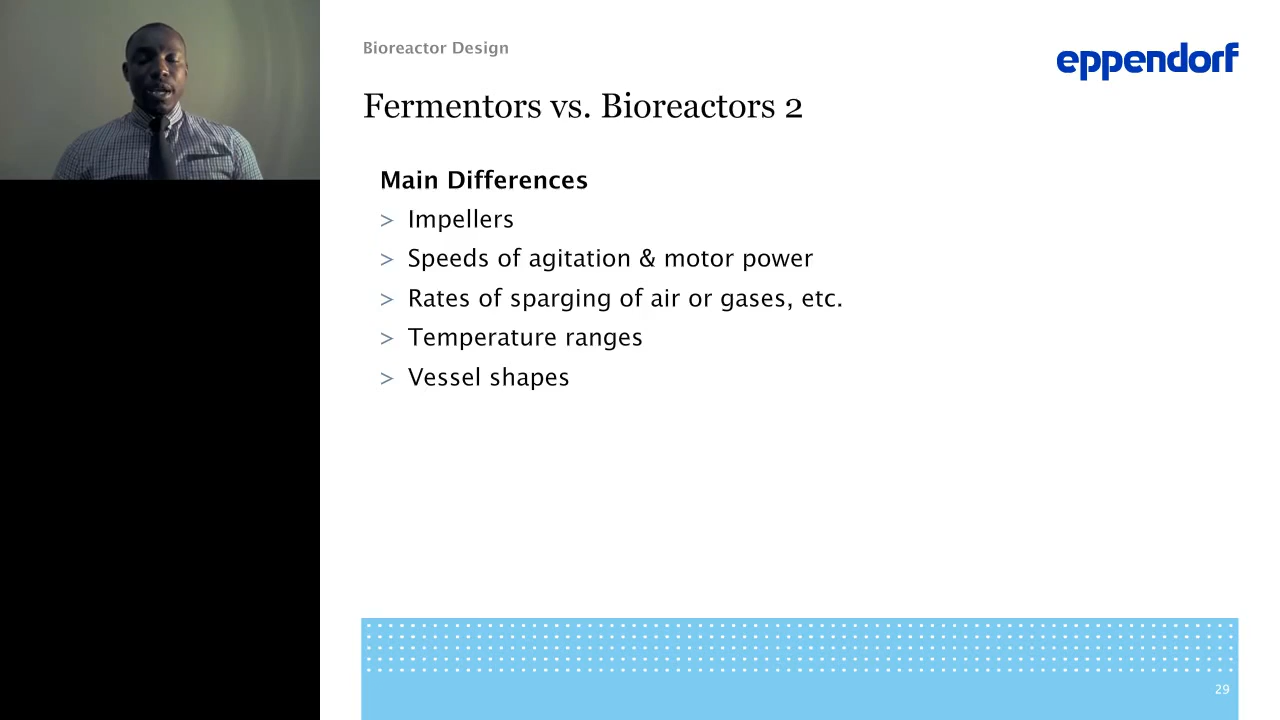 Bioreactor Design
eppendorf
Fermentors vs. Bioreactors 2
Main Differences
> Impellers
> Speeds of agitation & motor power
> Rates of sparging of air or gases, etc.
> Temperature ranges
> Vessel shapes
29